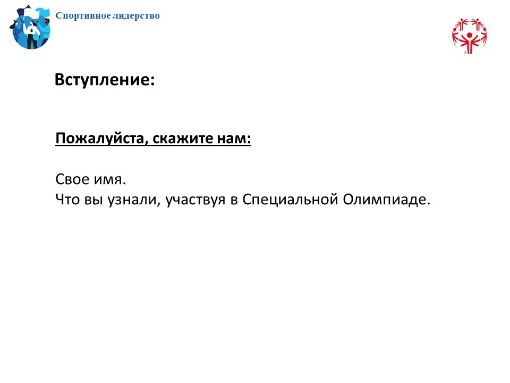 Спортивное лидерство
Вступление:
Пожалуйста, скажите нам:
Свое имя.
Что вы узнали, участвуя в Специальной Олимпиаде.